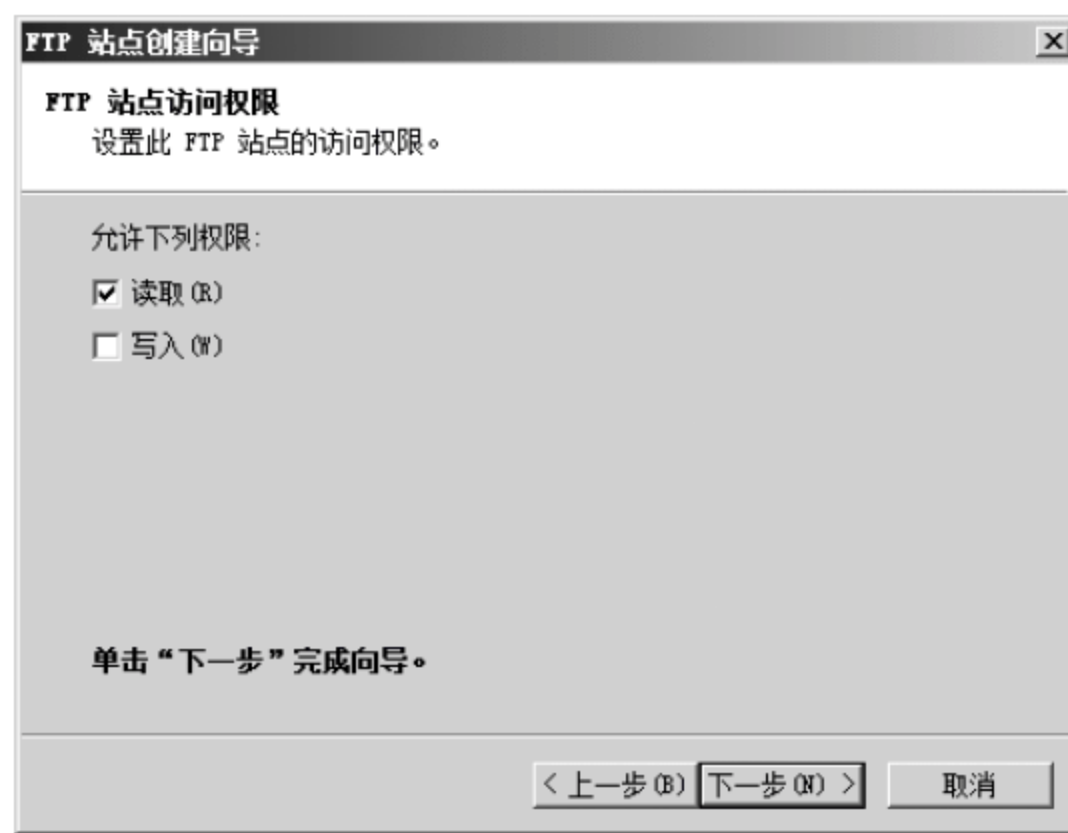 FTP 站点创建向导
FTP 站点访问权限
设置此 FTP 站点的访问权限。
允许下列权限:
读取(R)
写入(W)
单击“下一步”完成向导。
< 上一步(B) 下一步(N) > 取消